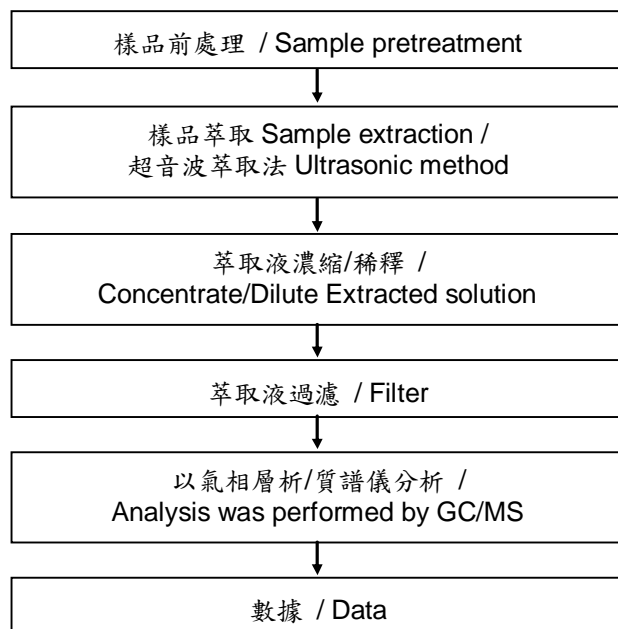 樣品前處理 / Sample pretreatment
樣品萃取 Sample extraction /
超音波萃取法 Ultrasonic method
萃取液濃縮/稀釋 /
Concentrate/Dilute Extracted solution
萃取液過濾 / Filter
以氣相層析/質譜儀分析 /
Analysis was performed by GC/MS
數據 / Data